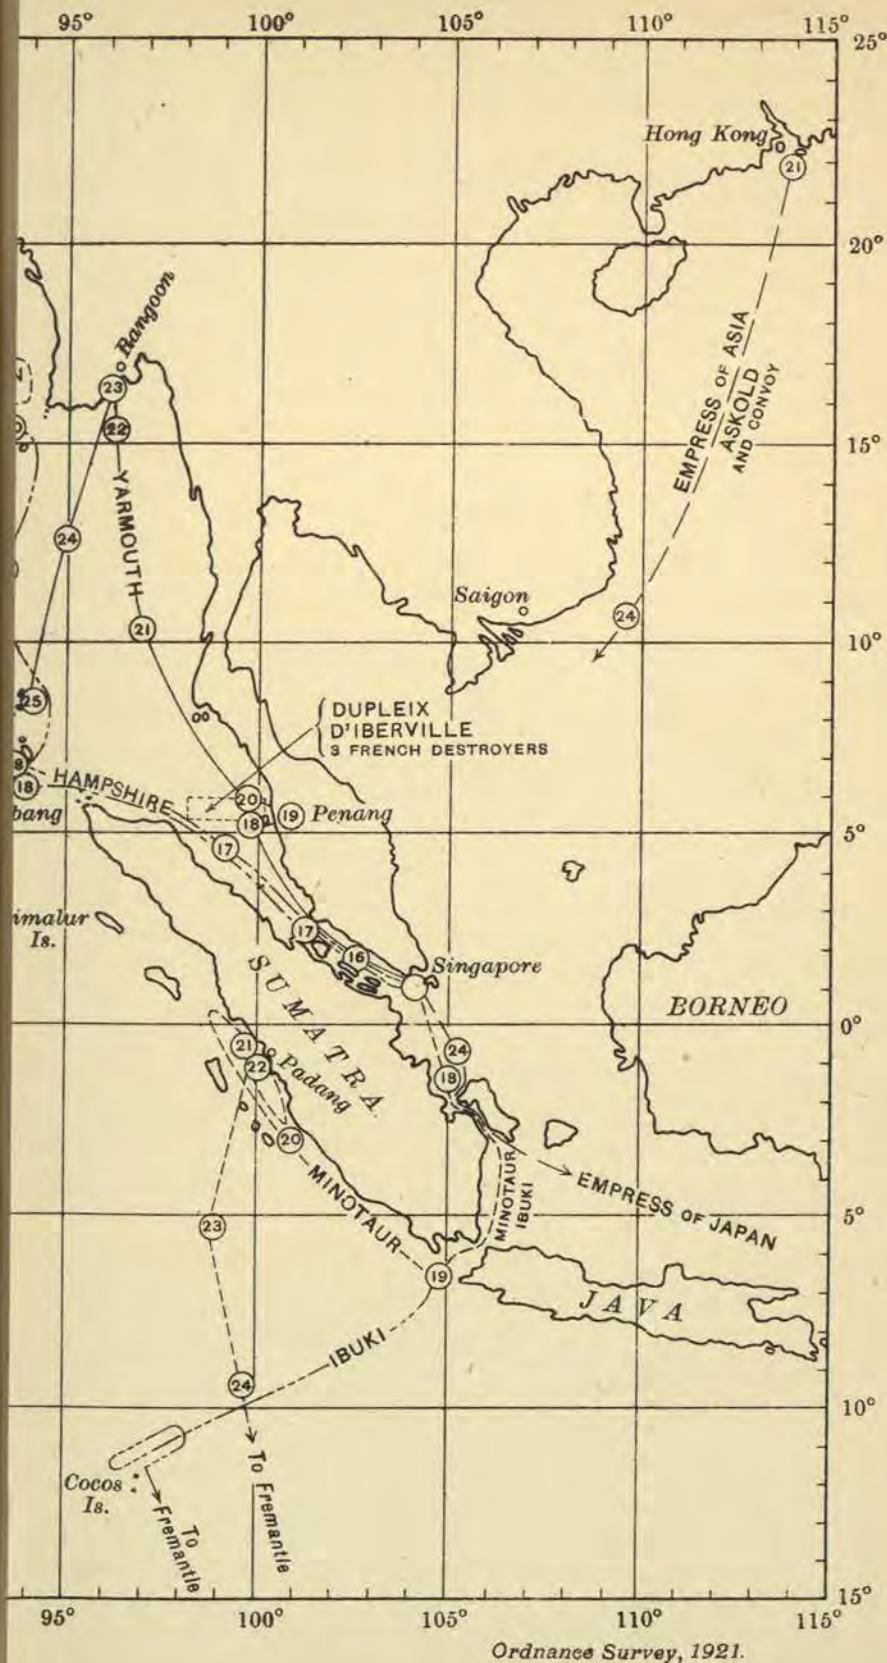 95° 100° 105° 110° 115°
25°
Hong Kong
21
20°
Rangoon
23
22
EMPRESS OF ASIA
ASKOLD
AND CONVOY
15°
YARMOUTH
24
Saigon
24
21
10°
25
DUPLEIX
D'IBERVILLE
3 FRENCH DESTROYERS
8
18
HAMPSHIRE
20
18
19
Penang
bang
17
5°
imalur
Is.
17
16
Singapore
SUMATRA
BORNEO
0°
21
22
Padang
24
18
20
MINOTAUR
MINOTAUR
IBUKI
EMPRESS OF JAPAN
23
5°
19
JAVA
IBUKI
24
10°
Cocos
Is.
To
Fremantle
To Fremantle
15°
95° 100° 105° 110° 115°
Ordnance Survey, 1921.